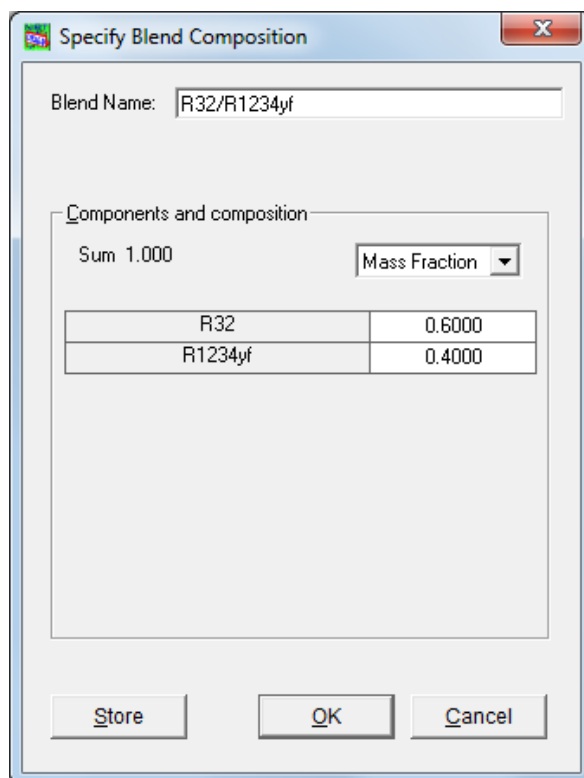 Specify Blend Composition
Blend Name: R32/R1234yf
Components and composition
Sum 1.000 Mass Fraction
R32 0.6000
R1234yf 0.4000
Store OK Cancel